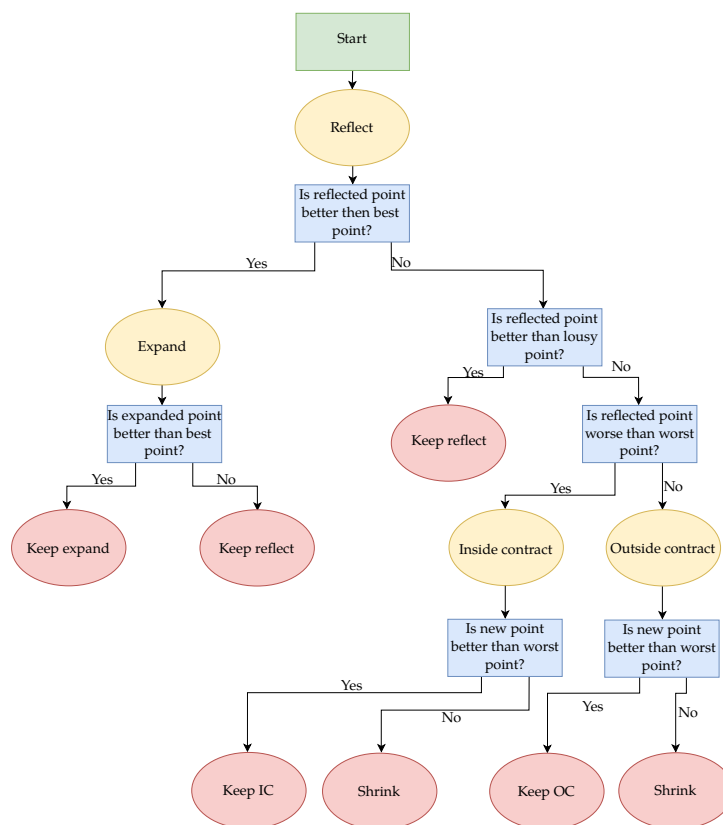 Start
Reflect
Is reflected point
better then best
point?
Yes
No
Expand
Is reflected point
better than lousy
point?
Yes
No
Is expanded point
better than best
point?
Keep reflect
Is reflected point
worse than worst
point?
Yes
No
Yes
No
Keep expand
Keep reflect
Inside contract
Outside contract
Is new point
better than worst
point?
Is new point
better than worst
point?
Yes
No
Yes
No
Keep IC
Shrink
Keep OC
Shrink